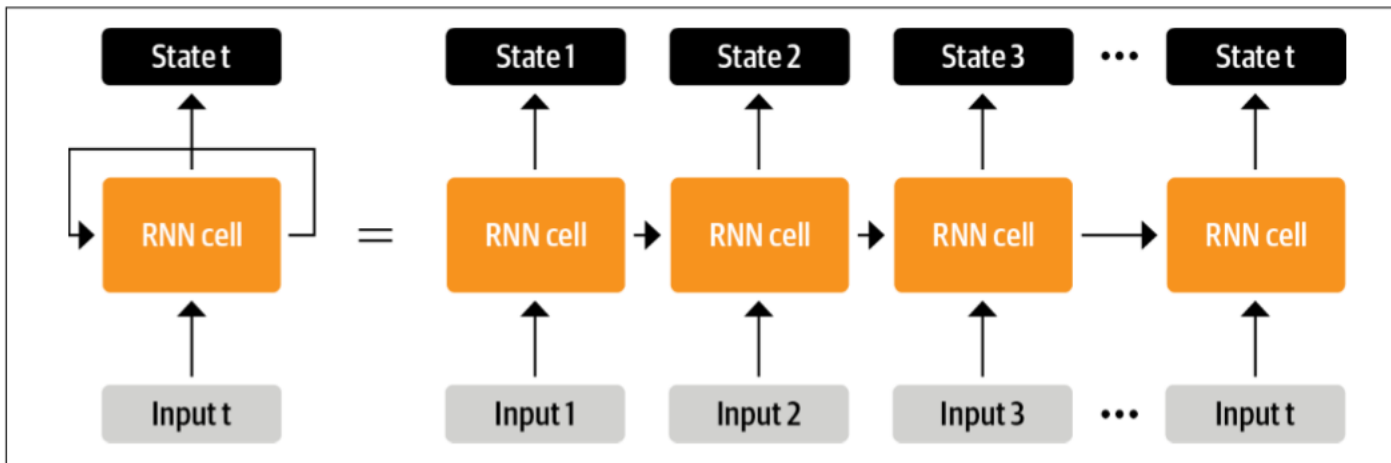 State t State 1 State 2 State 3 ... State t
RNN cell = RNN cell RNN cell RNN cell RNN cell
Input t Input 1 Input 2 Input 3 ... Input t